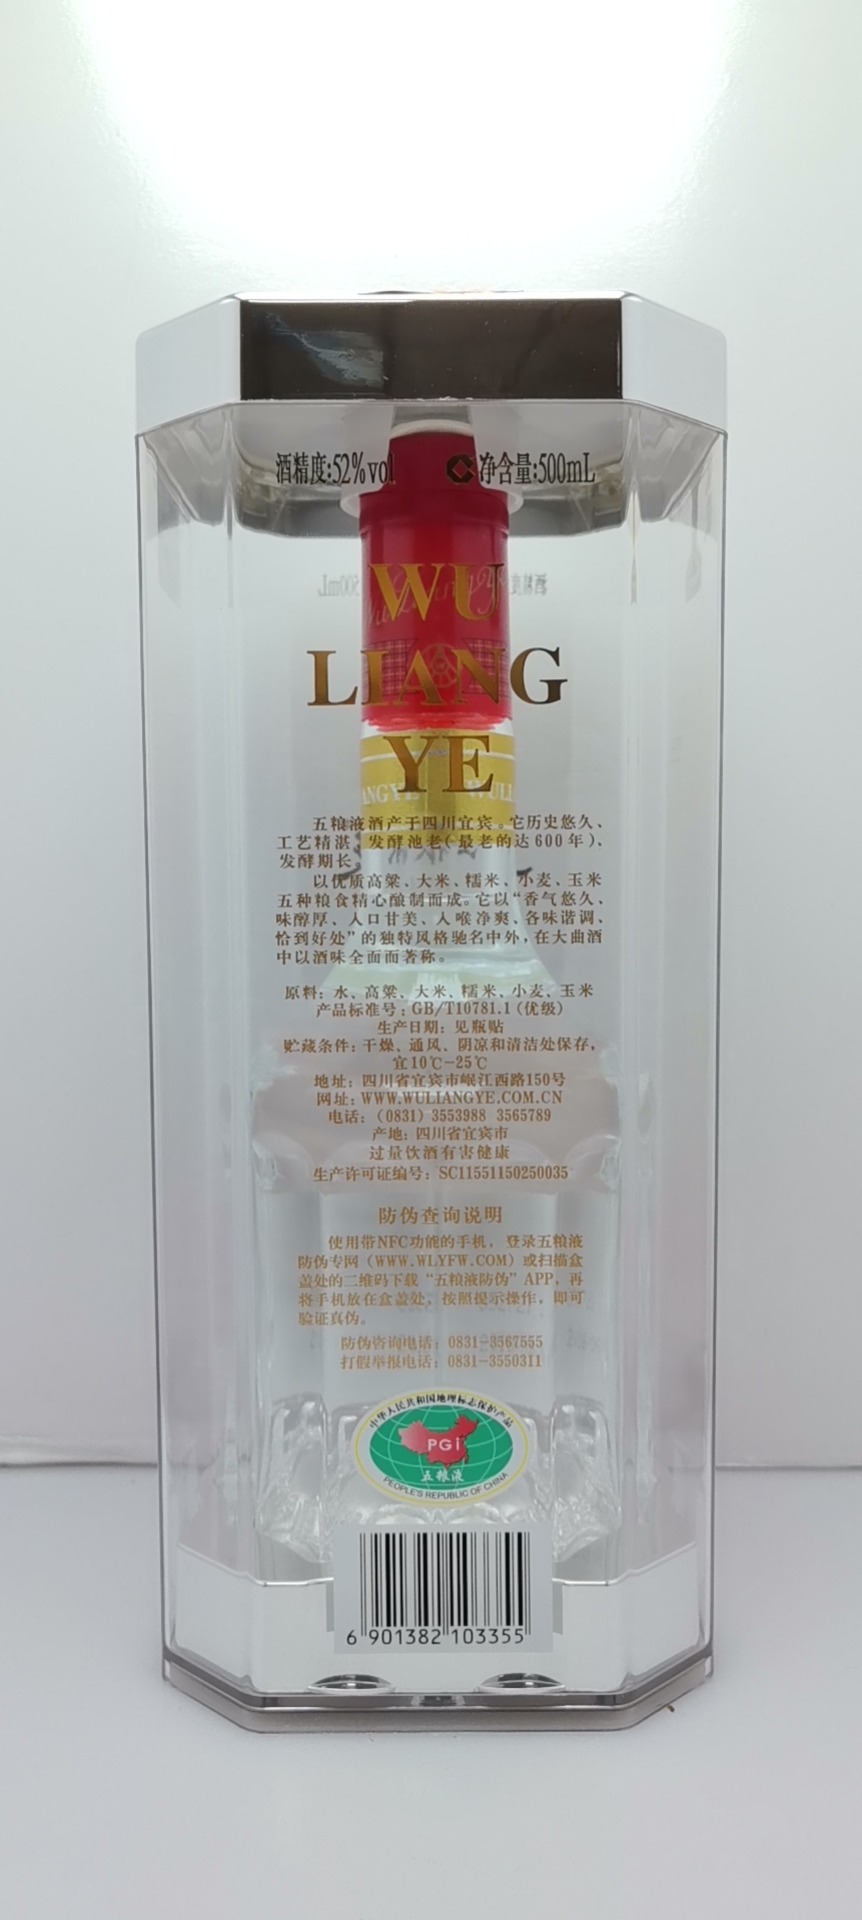 酒精度:52%vol 净含量:500mL
WU
LIANG
YE
五粮液酒产于四川宜宾。它历史悠久、
工艺精湛、发酵池老(最老的达600年)、
发酵期长。
以优质高粱、大米、糯米、小麦、玉米
五种粮食精心酿制而成。它以“香气悠久、
味醇厚、入口甘美、入喉净爽、各味谐调、
恰到好处”的独特风格驰名中外,在大曲酒
中以酒味全面而著称。
原料:水、高粱、大米、糯米、小麦、玉米
产品标准号:GB/T10781.1(优级)
生产日期:见瓶贴
贮藏条件:干燥、通风、阴凉和清洁处保存,
宜10℃-25℃
地址:四川省宜宾市岷江西路150号
网址:WWW.WULIANGYE.COM.CN
电话:(0831)3553988 3565789
产地:四川省宜宾市
过量饮酒有害健康
生产许可证编号:SC11551150250035
防伪查询说明
使用带NFC功能的手机,登录五粮液
防伪专网(WWW.WLYFW.COM)或扫描盒
盖处的二维码下载“五粮液防伪”APP,再
将手机放在盒盖处,按照提示操作,即可
验证真伪。
防伪咨询电话:0831-3567555
打假举报电话:0831-3550311
中华人民共和国地理标志保护产品
PGi
五粮液
PEOPLE'S REPUBLIC OF CHINA
6 901382 103355